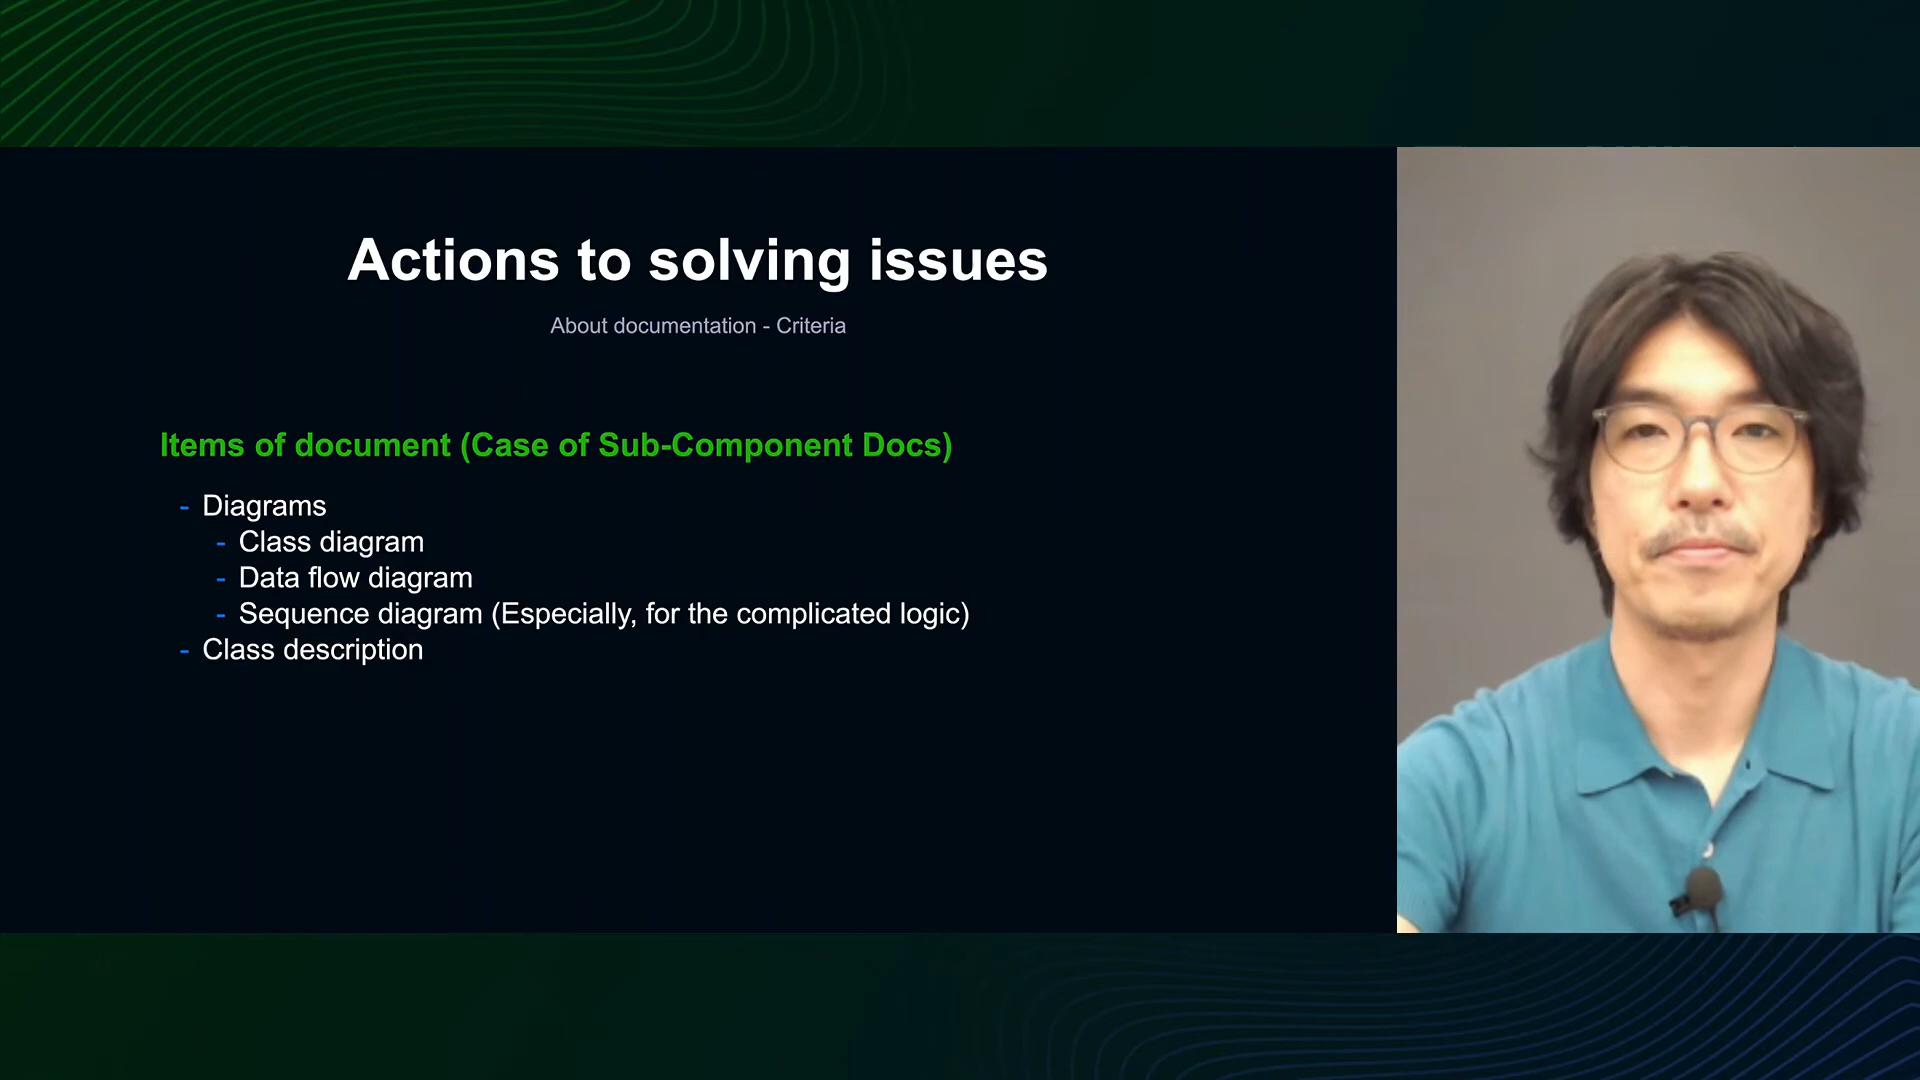 Actions to solving issues
About documentation - Criteria
Items of document (Case of Sub-Component Docs)
- Diagrams
- Class diagram
- Data flow diagram
- Sequence diagram (Especially, for the complicated logic)
- Class description